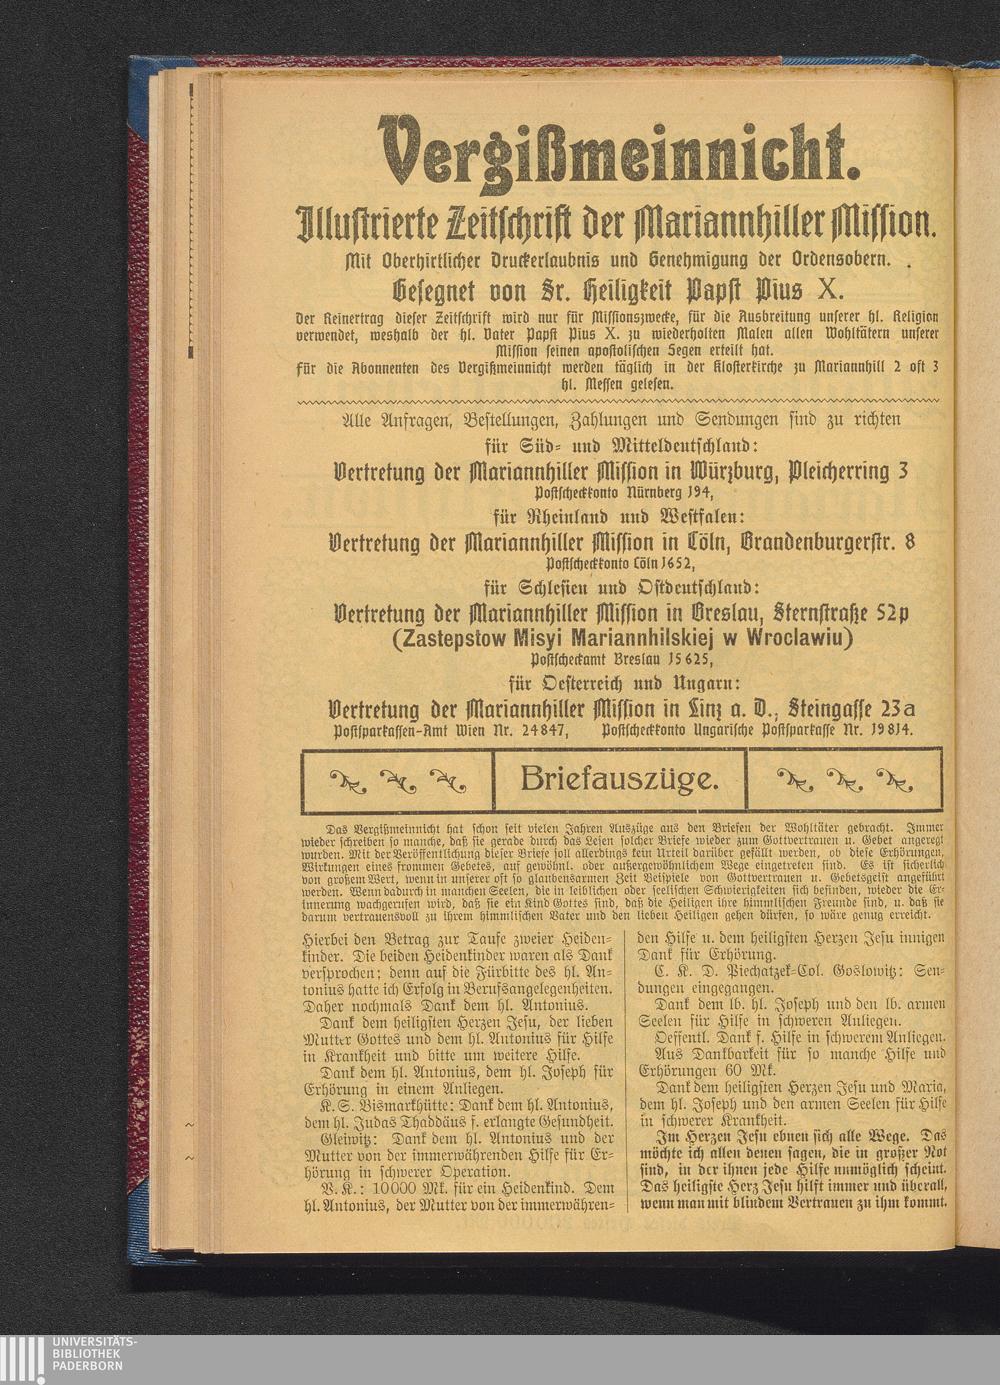 Vergißmeinnicht.
Illustrierte Zeitschrift der Mariannhiller Mission.
Mit Oberhirtlicher Druckerlaubnis und Genehmigung der Ordensobern.
Gesegnet von Sr. Heiligkeit Papst Pius X.
Der Reinertrag dieser Zeitschrift wird nur für Missionszwecke, für die Ausbreitung unserer hl. Religion
verwendet, weshalb der hl. Vater Papst Pius X. zu wiederholten Malen allen Wohltätern unserer
Mission seinen apostolischen Segen erteilt hat.
Für die Abonnenten des Vergißmeinnicht werden täglich in der Klosterkirche zu Mariannhill 2 oft 3
hl. Messen gelesen.
Alle Anfragen, Bestellungen, Zahlungen und Sendungen sind zu richten
für Süd- und Mitteldeutschland:
Vertretung der Mariannhiller Mission in Würzburg, Pleicherring 3
Postscheckkonto Nürnberg 194,
für Rheinland und Westfalen:
Vertretung der Mariannhiller Mission in Cöln, Brandenburgerstr. 8
Postscheckkonto Cöln 1652,
für Schlesien und Ostdeutschland:
Vertretung der Mariannhiller Mission in Breslau, Sternstraße 52p
(Zastepstow Misyi Mariannhilskiej w Wroclawiu)
Postscheckamt Breslau 15625,
für Oesterreich und Ungarn:
Vertretung der Mariannhiller Mission in Linz a. D., Steingasse 23a
Postsparkassen-Amt Wien Nr. 24847, Postscheckkonto Ungarische Postsparkasse Nr. 19814.
Briefauszüge.
Das Vergißmeinnicht hat schon seit vielen Jahren Auszüge aus den Briefen der Wohltäter gebracht. Immer
wieder schreiben so manche, daß sie gerade durch das Lesen solcher Briefe wieder zum Gottvertrauen u. Gebet angeregt
wurden. Mit der Veröffentlichung dieser Briefe soll allerdings kein Urteil darüber gefällt werden, ob diese Erhörungen,
Wirkungen eines frommen Gebetes, auf gewöhnl. oder außergewöhnlichem Wege eingetreten sind. Es ist sicherlich
von großem Wert, wenn in unserer oft so glaubensarmen Zeit Beispiele von Gottvertrauen u. Gebetsgeist angeführt
werden. Wenn dadurch in manchen Seelen, die in leiblichen oder seelischen Schwierigkeiten sich befinden, wieder die Er-
innerung wachgerufen wird, daß sie ein Kind Gottes sind, daß die Heiligen ihre himmlischen Freunde sind, u. daß sie
darum vertrauensvoll zu ihrem himmlischen Vater und den lieben Heiligen gehen dürfen, so wäre genug erreicht.
Hierbei den Betrag zur Taufe zweier Heiden-
kinder. Die beiden Heidenkinder waren als Dank
versprochen; denn auf die Fürbitte des hl. An-
tonius hatte ich Erfolg in Berufsangelegenheiten.
Daher nochmals Dank dem hl. Antonius.
Dank dem heiligsten Herzen Jesu, der lieben
Mutter Gottes und dem hl. Antonius für Hilfe
in Krankheit und bitte um weitere Hilfe.
Dank dem hl. Antonius, dem hl. Joseph für
Erhörung in einem Anliegen.
K. S. Bismarkhütte: Dank dem hl. Antonius,
dem hl. Judas Thaddäus f. erlangte Gesundheit.
Gleiwitz: Dank dem hl. Antonius und der
Mutter von der immerwährenden Hilfe für Er-
hörung in schwerer Operation.
V. K.: 10000 Mk. für ein Heidenkind. Dem
hl. Antonius, der Mutter von der immerwähren-
den Hilfe u. dem heiligsten Herzen Jesu innigen
Dank für Erhörung.
C. K. D. Piechatzek-Col. Goslowitz: Sen-
dungen eingegangen.
Dank dem lb. hl. Joseph und den lb. armen
Seelen für Hilfe in schweren Anliegen.
Oeffentl. Dank f. Hilfe in schwerem Anliegen.
Aus Dankbarkeit für so manche Hilfe und
Erhörungen 60 Mk.
Dank dem heiligsten Herzen Jesu und Maria,
dem hl. Joseph und den armen Seelen für Hilfe
in schwerer Krankheit.
Im Herzen Jesu ebnen sich alle Wege. Das
möchte ich allen denen sagen, die in großer Not
sind, in der ihnen jede Hilfe unmöglich scheint.
Das heiligste Herz Jesu hilft immer und überall,
wenn man mit blindem Vertrauen zu ihm kommt.
UNIVERSITÄTS-
BIBLIOTHEK
PADERBORN